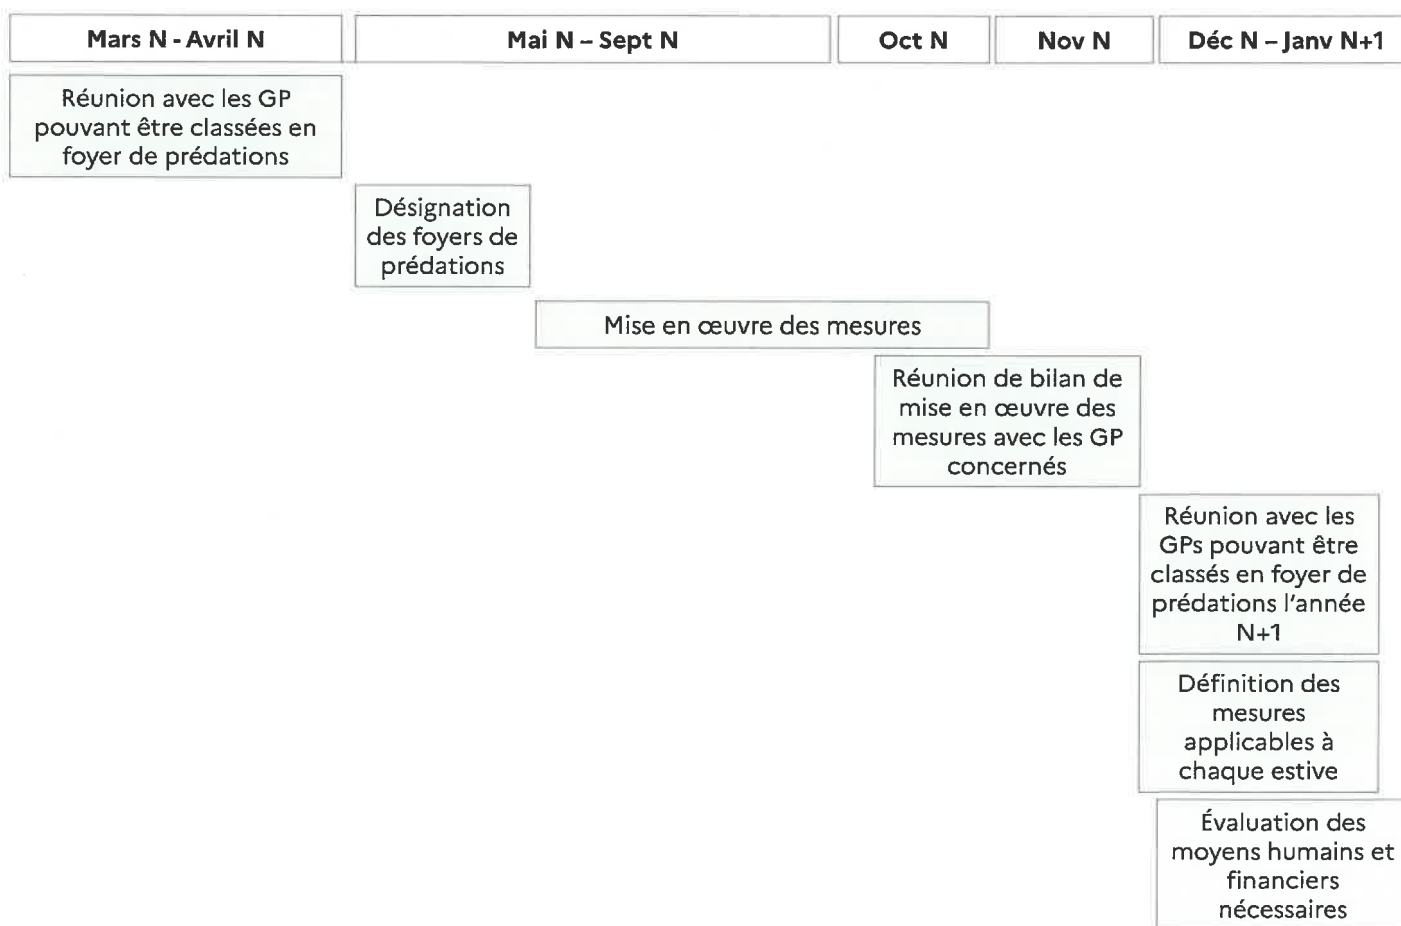 Mars N - Avril N
Mai N – Sept N
Oct N
Nov N
Déc N – Janv N+1
Réunion avec les GP
pouvant être classées en
foyer de prédations
Désignation
des foyers de
prédations
Mise en œuvre des mesures
Réunion de bilan de
mise en œuvre des
mesures avec les GP
concernés
Réunion avec les
GPs pouvant être
classés en foyer de
prédations l'année
N+1
Définition des
mesures
applicables à
chaque estive
Évaluation des
moyens humains et
financiers
nécessaires